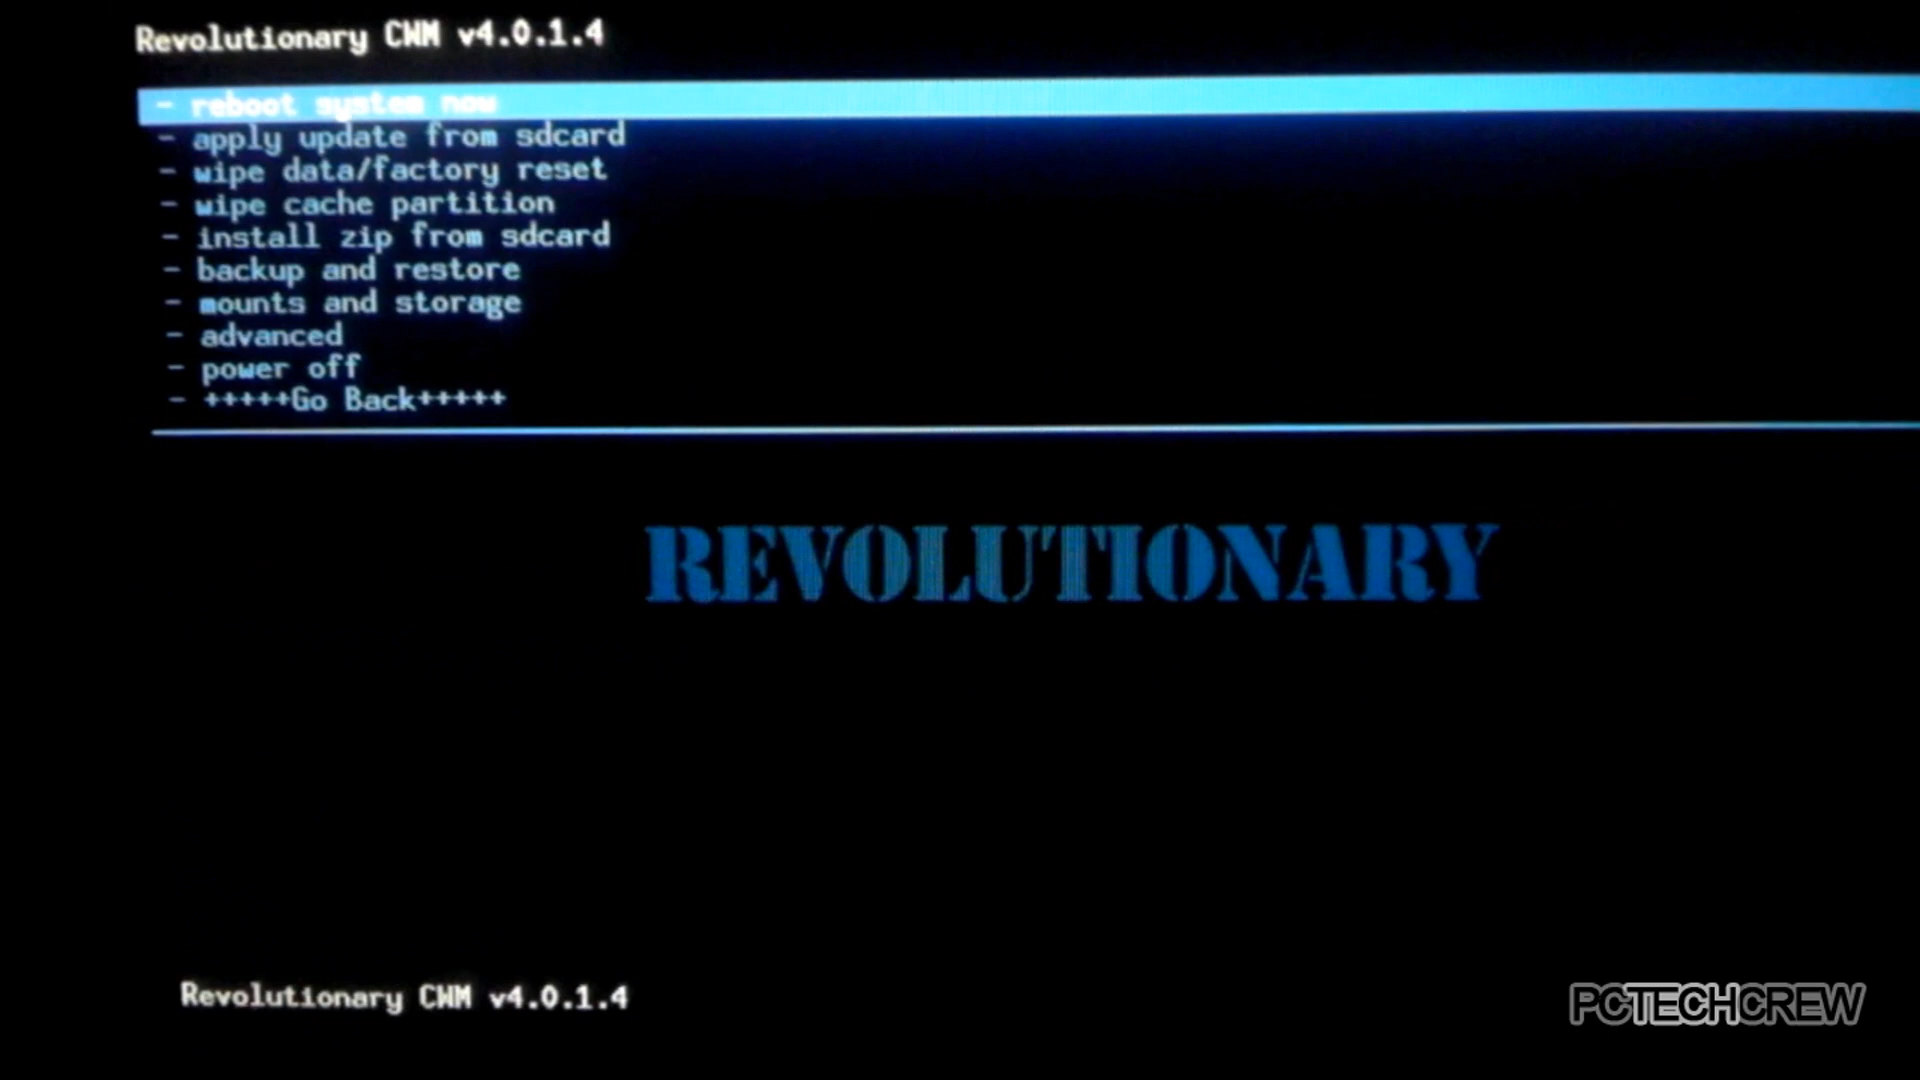 Revolutionary CWM v4.0.1.4
- reboot system now
- apply update from sdcard
- wipe data/factory reset
- wipe cache partition
- install zip from sdcard
- backup and restore
- mounts and storage
- advanced
- power off
- +++++Go Back+++++
REVOLUTIONARY
Revolutionary CWM v4.0.1.4
PCTECHCREW